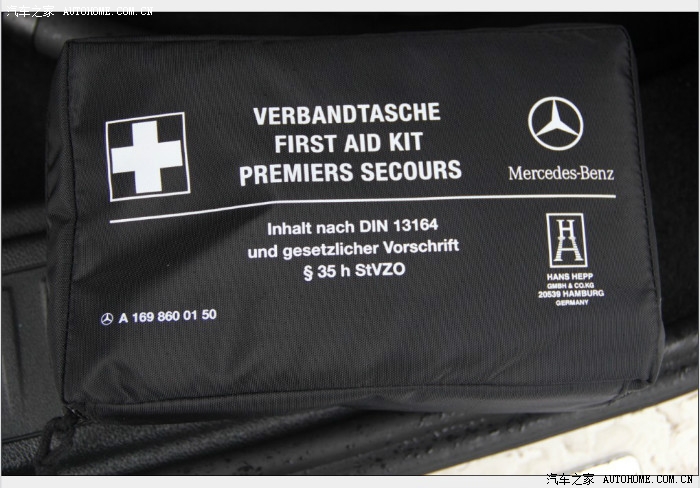 汽车之家 AUTOHOME.COM.CN
VERBANDTASCHE
FIRST AID KIT
PREMIERS SECOURS
Mercedes-Benz
Inhalt nach DIN 13164
und gesetzlicher Vorschrift
§ 35 h StVZO
HANS HEPP
GMBH & CO.KG
20539 HAMBURG
GERMANY
A 169 860 01 50
汽车之家 AUTOHOME.COM.CN